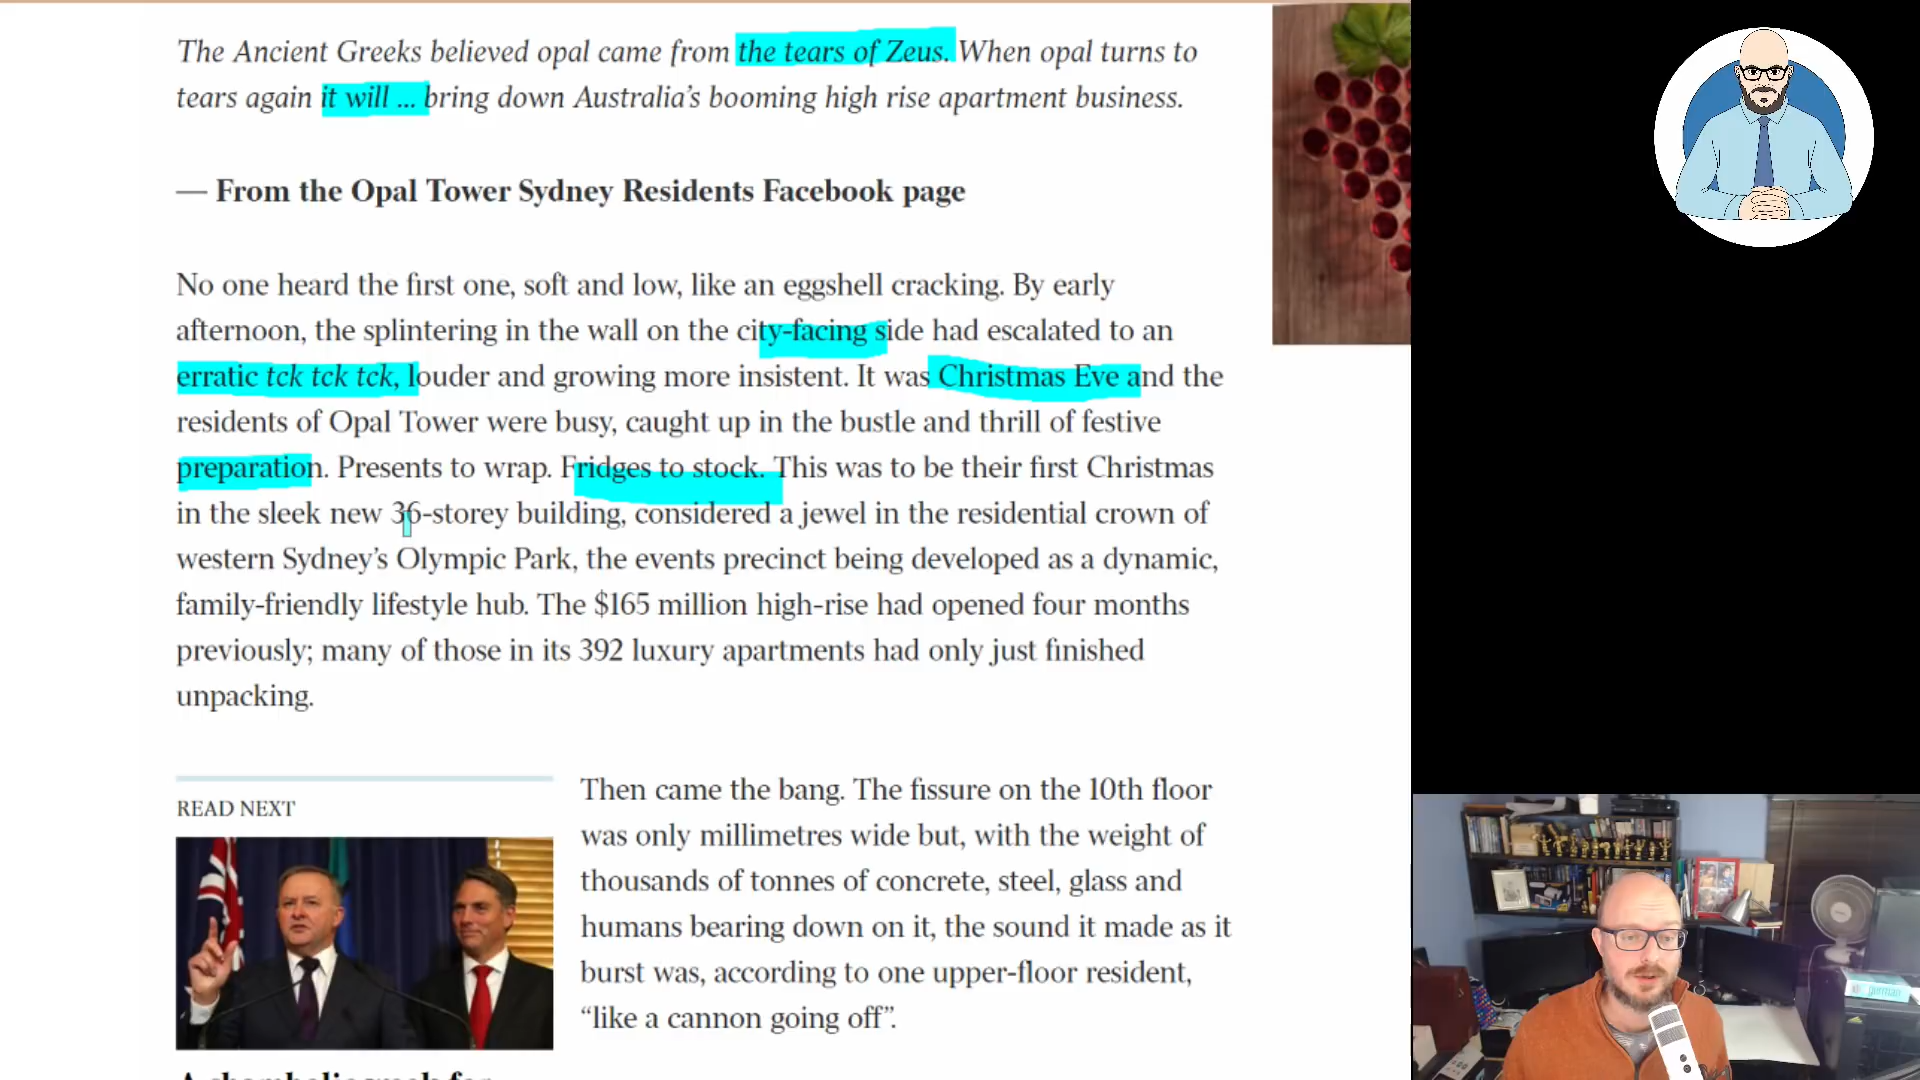 The Ancient Greeks believed opal came from the tears of Zeus. When opal turns to
tears again it will ... bring down Australia’s booming high rise apartment business.
— From the Opal Tower Sydney Residents Facebook page
No one heard the first one, soft and low, like an eggshell cracking. By early
afternoon, the splintering in the wall on the city-facing side had escalated to an
erratic tck tck tck, louder and growing more insistent. It was Christmas Eve and the
residents of Opal Tower were busy, caught up in the bustle and thrill of festive
preparation. Presents to wrap. Fridges to stock. This was to be their first Christmas
in the sleek new 36-storey building, considered a jewel in the residential crown of
western Sydney’s Olympic Park, the events precinct being developed as a dynamic,
family-friendly lifestyle hub. The $165 million high-rise had opened four months
previously; many of those in its 392 luxury apartments had only just finished
unpacking.
READ NEXT
Then came the bang. The fissure on the 10th floor
was only millimetres wide but, with the weight of
thousands of tonnes of concrete, steel, glass and
humans bearing down on it, the sound it made as it
burst was, according to one upper-floor resident,
“like a cannon going off”.
german